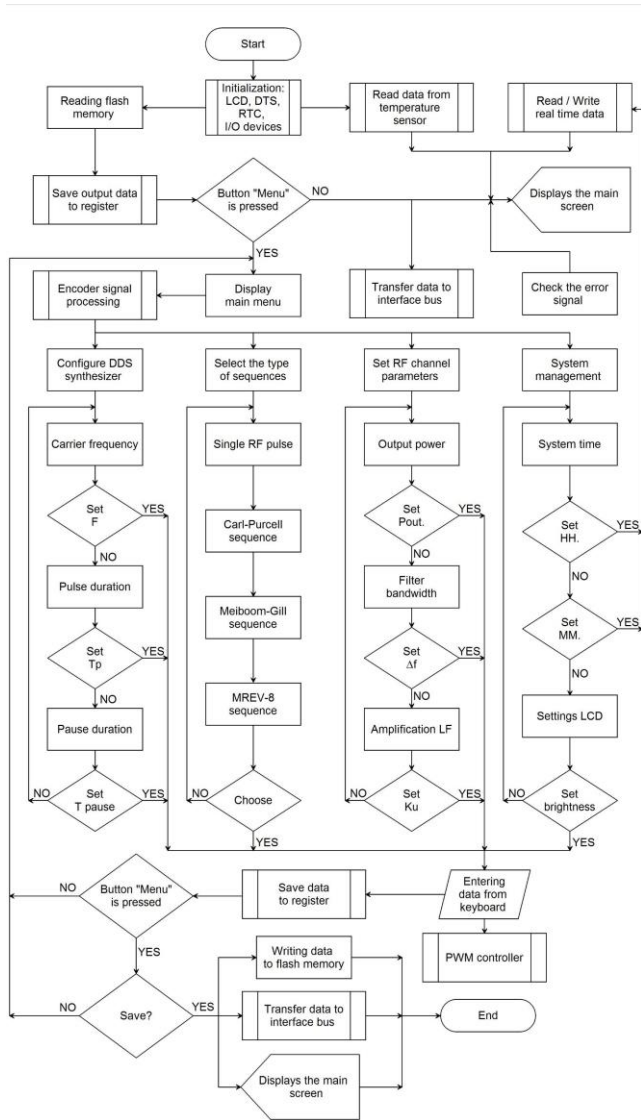 Start
Reading flash
memory
Initialization:
LCD, DTS,
RTC,
I/O devices
Read data from
temperature
sensor
Read / Write
real time data
Save output data
to register
Button "Menu"
is pressed
NO
Displays the main
screen
YES
Encoder signal
processing
Display
main menu
Transfer data to
interface bus
Check the error
signal
Configure DDS
synthesizer
Select the type
of sequences
Set RF channel
parameters
System
management
Carrier frequency
Single RF pulse
Output power
System time
Set
F
YES
NO
Carl-Purcell
sequence
Set
Pout.
YES
NO
Set
HH.
YES
NO
Pulse duration
Meiboom-Gill
sequence
Filter
bandwidth
Set
Tp
YES
NO
Set
Δf
YES
NO
Set
MM.
YES
NO
Pause duration
MREV-8
sequence
Amplification LF
Settings LCD
NO
Set
T pause
YES
NO
Choose
YES
NO
Set
Ku
YES
NO
Set
brightness
YES
NO
Button "Menu"
is pressed
YES
Save data
to register
Entering
data from
keyboard
PWM controller
NO
Save?
YES
Writing data
to flash memory
Transfer data to
interface bus
Displays the main
screen
End